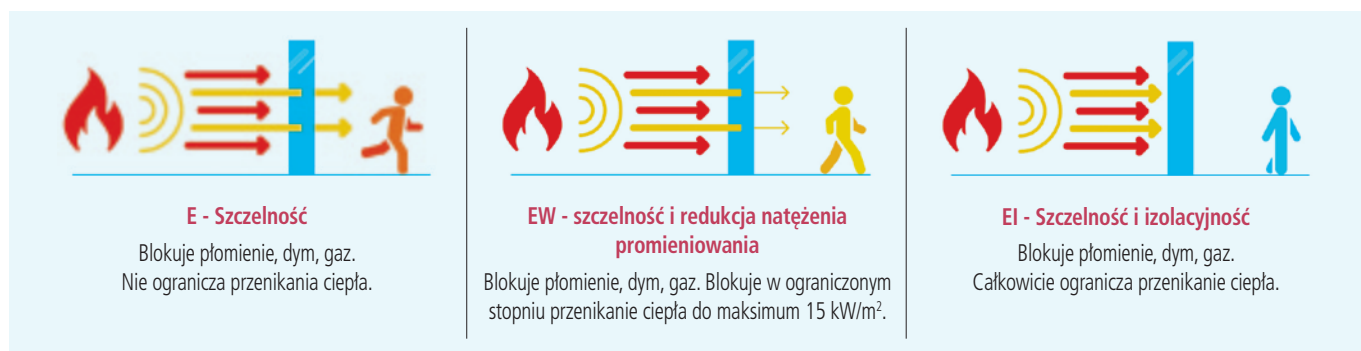 E - Szczelność
Blokuje płomienie, dym, gaz.
Nie ogranicza przenikania ciepła.
EW - szczelność i redukcja natężenia
promieniowania
Blokuje płomienie, dym, gaz. Blokuje w ograniczonym
stopniu przenikanie ciepła do maksimum 15 kW/m².
EI - Szczelność i izolacyjność
Blokuje płomienie, dym, gaz.
Całkowicie ogranicza przenikanie ciepła.